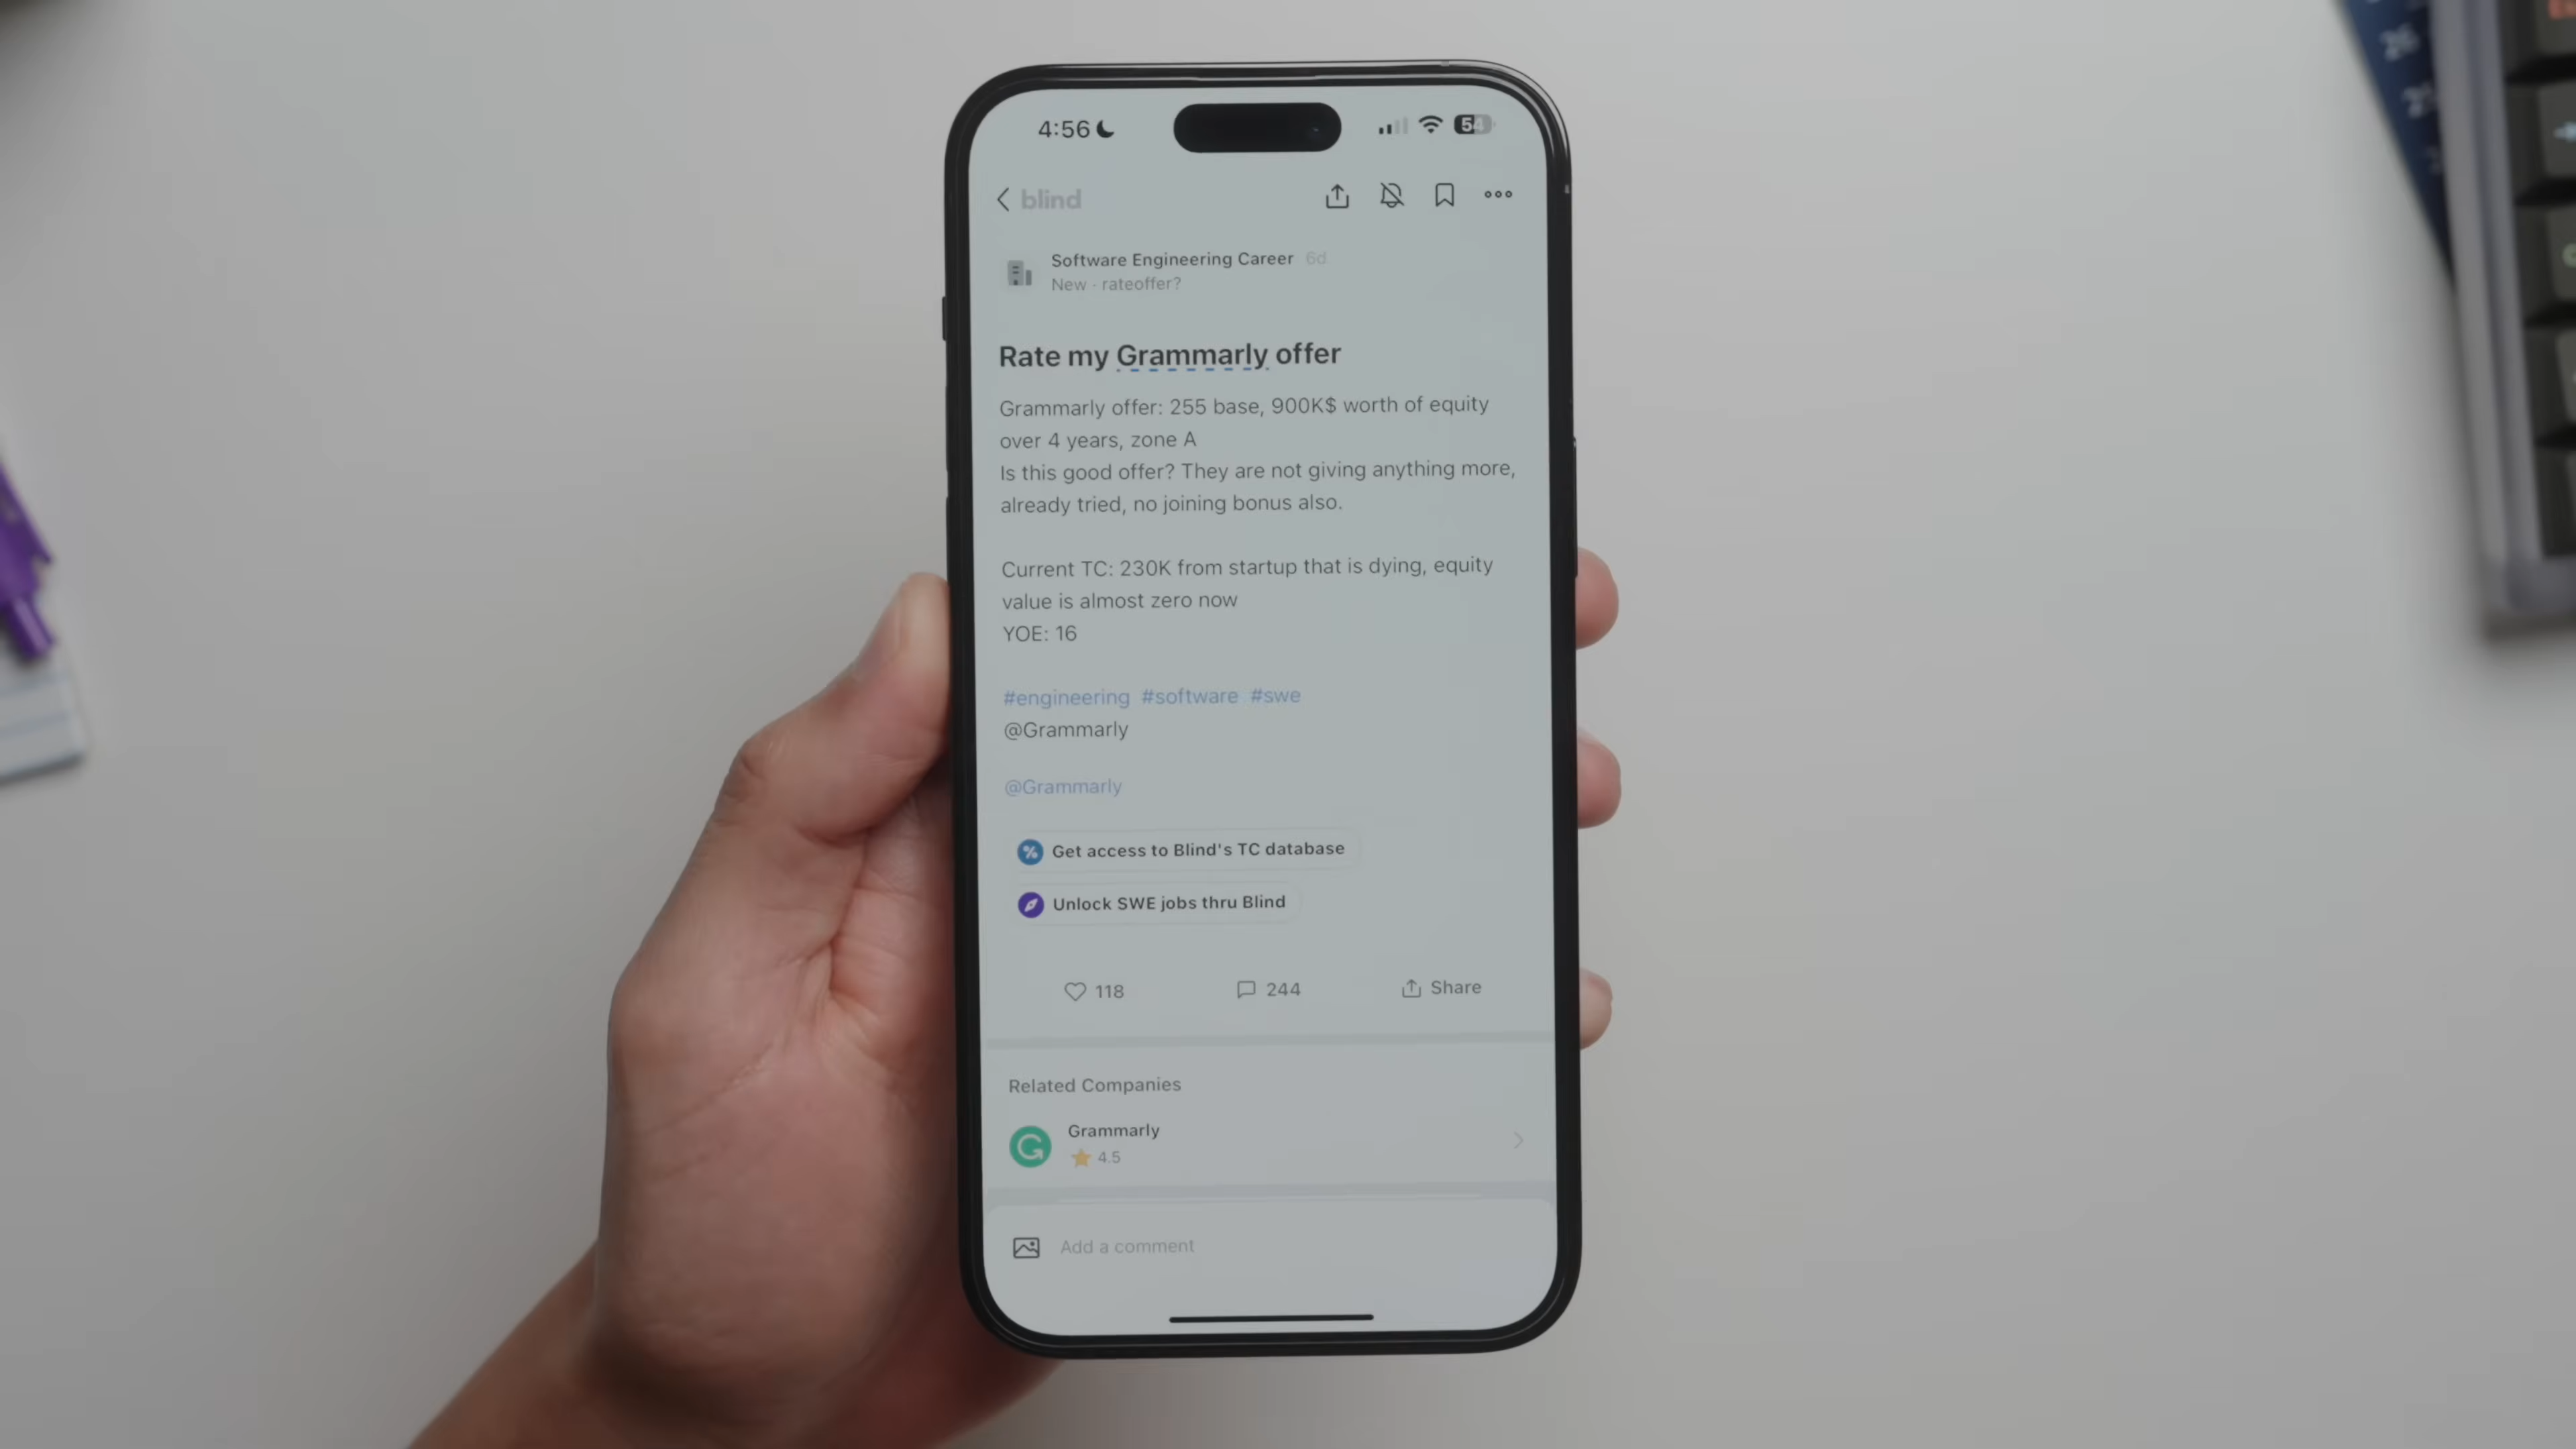 4:56
54
blind
Software Engineering Career 6d
New - rateoffer?
Rate my Grammarly offer
Grammarly offer: 255 base, 900K$ worth of equity
over 4 years, zone A
Is this good offer? They are not giving anything more,
already tried, no joining bonus also.
Current TC: 230K from startup that is dying, equity
value is almost zero now
YOE: 16
#engineering #software #swe
@Grammarly
@Grammarly
Get access to Blind's TC database
Unlock SWE jobs thru Blind
118 244 Share
Related Companies
Grammarly
4.5
Add a comment